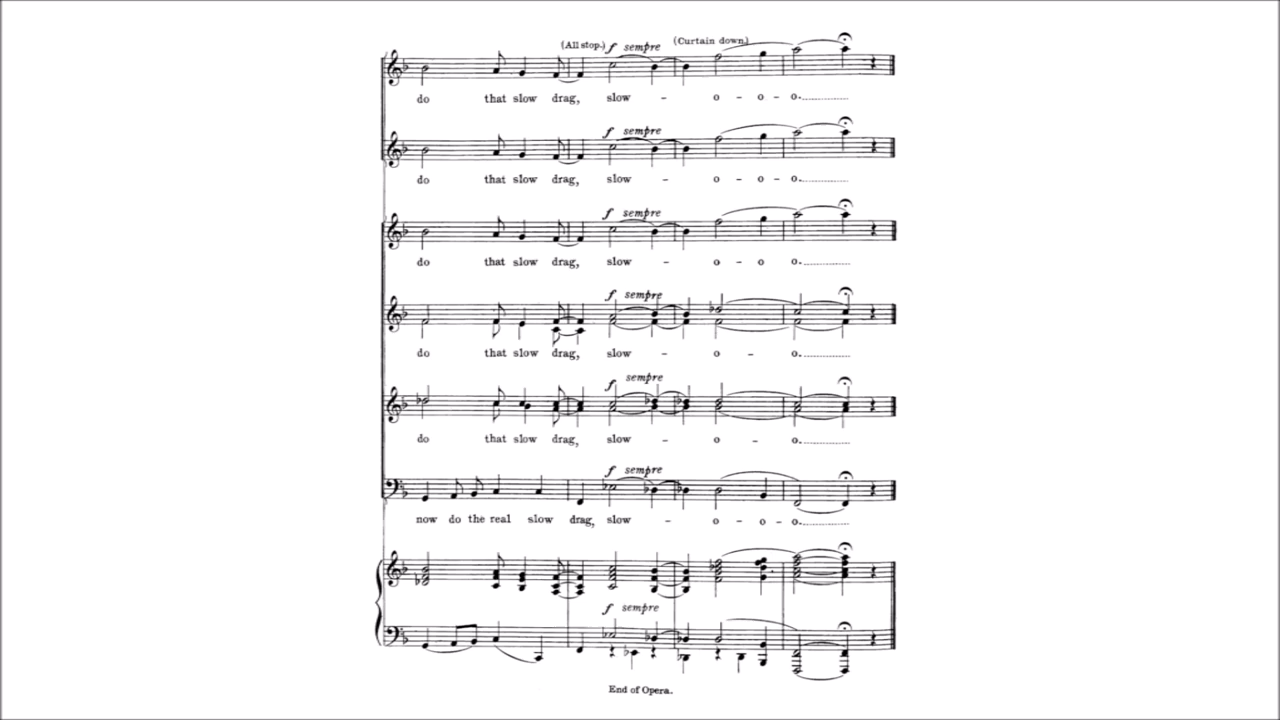 (All stop.) f sempre (Curtain down.)
do that slow drag, slow - o - o - o.
f sempre
do that slow drag, slow - o - o - o.
f sempre
do that slow drag, slow - o - o o.
f sempre
do that slow drag, slow - o - o.
f sempre
do that slow drag, slow - o - o.
f sempre
now do the real slow drag, slow - o - o - o.
f sempre
End of Opera.